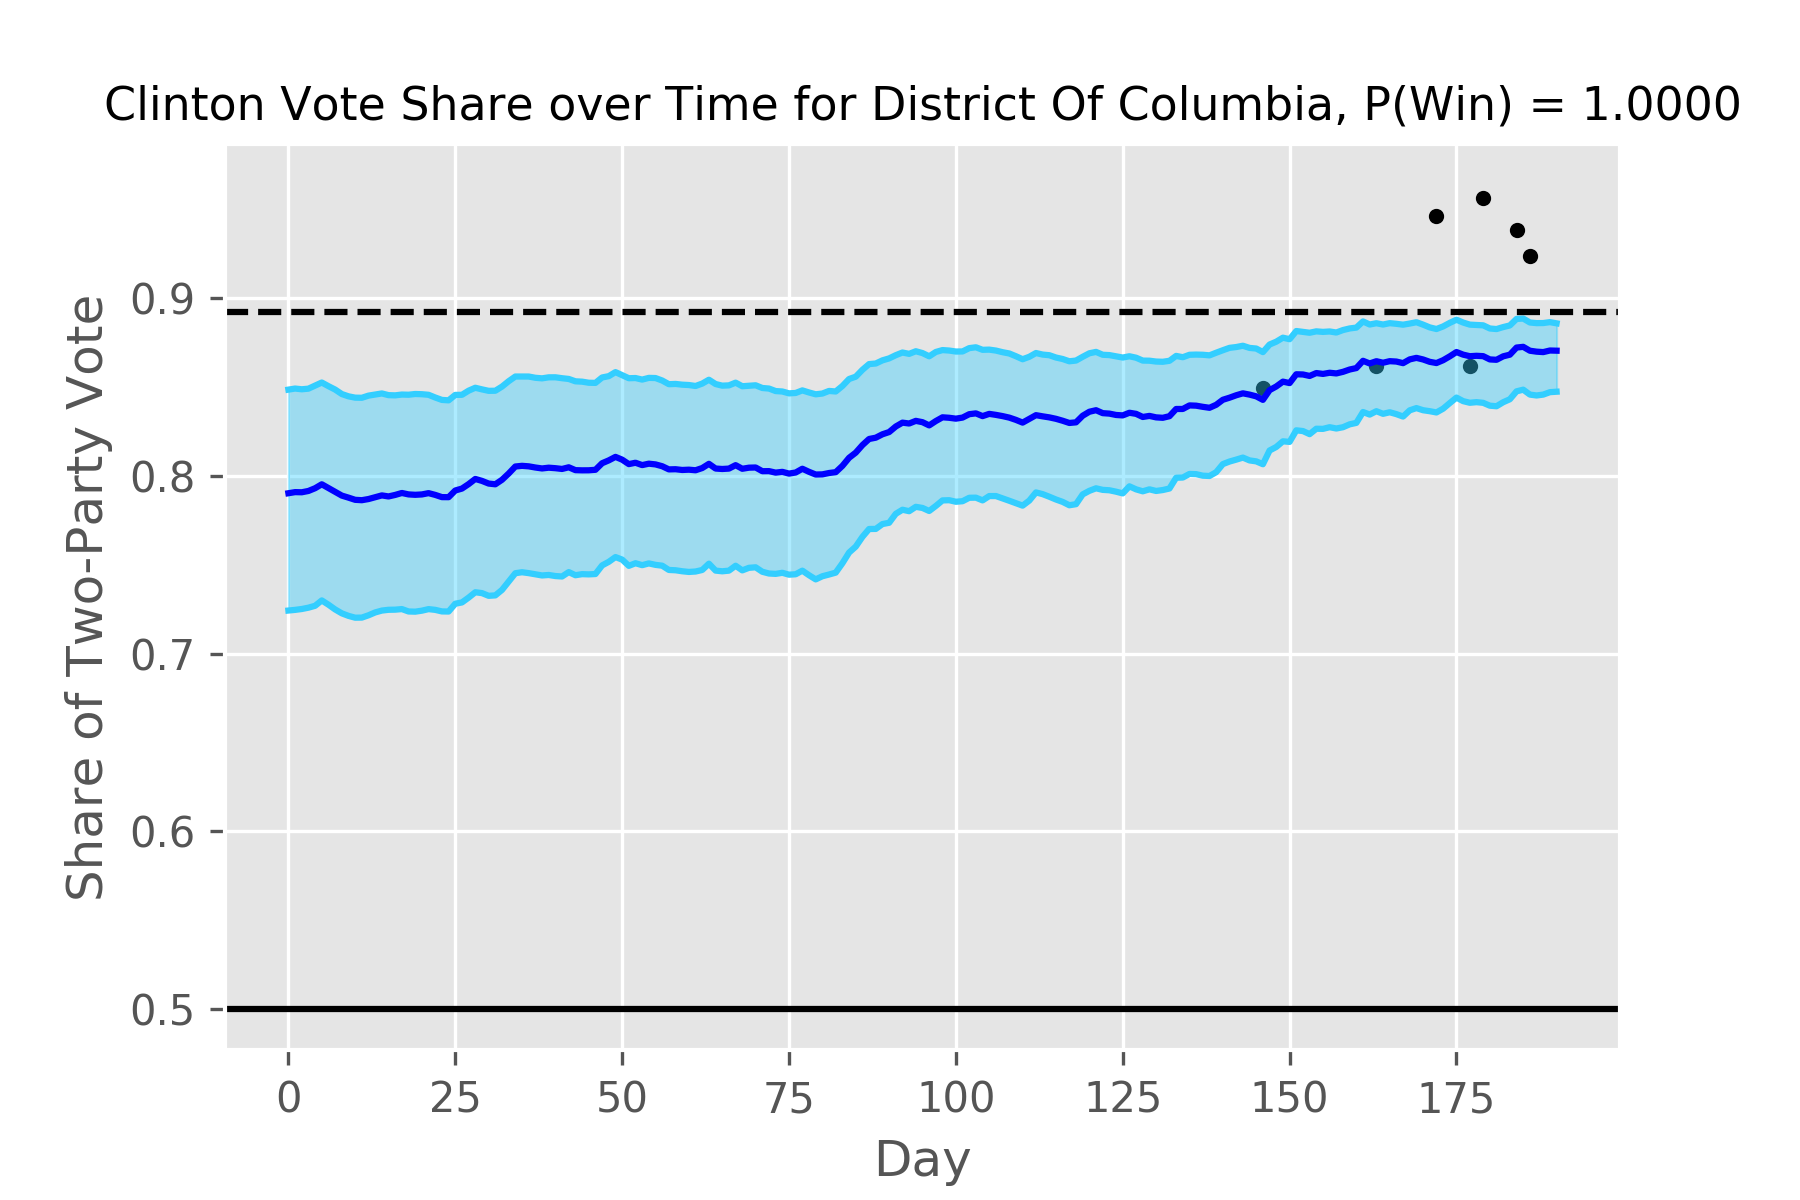 Clinton Vote Share over Time for District Of Columbia, P(Win) = 1.0000
Share of Two-Party Vote
0.9
0.8
0.7
0.6
0.5
0 25 50 75 100 125 150 175
Day